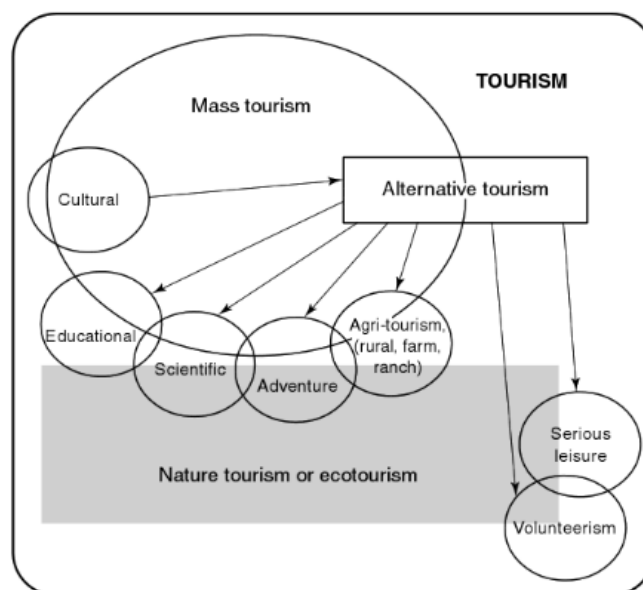 TOURISM
Mass tourism
Alternative tourism
Cultural
Educational
Scientific
Adventure
Agri-tourism,
(rural, farm,
ranch)
Serious
leisure
Nature tourism or ecotourism
Volunteerism